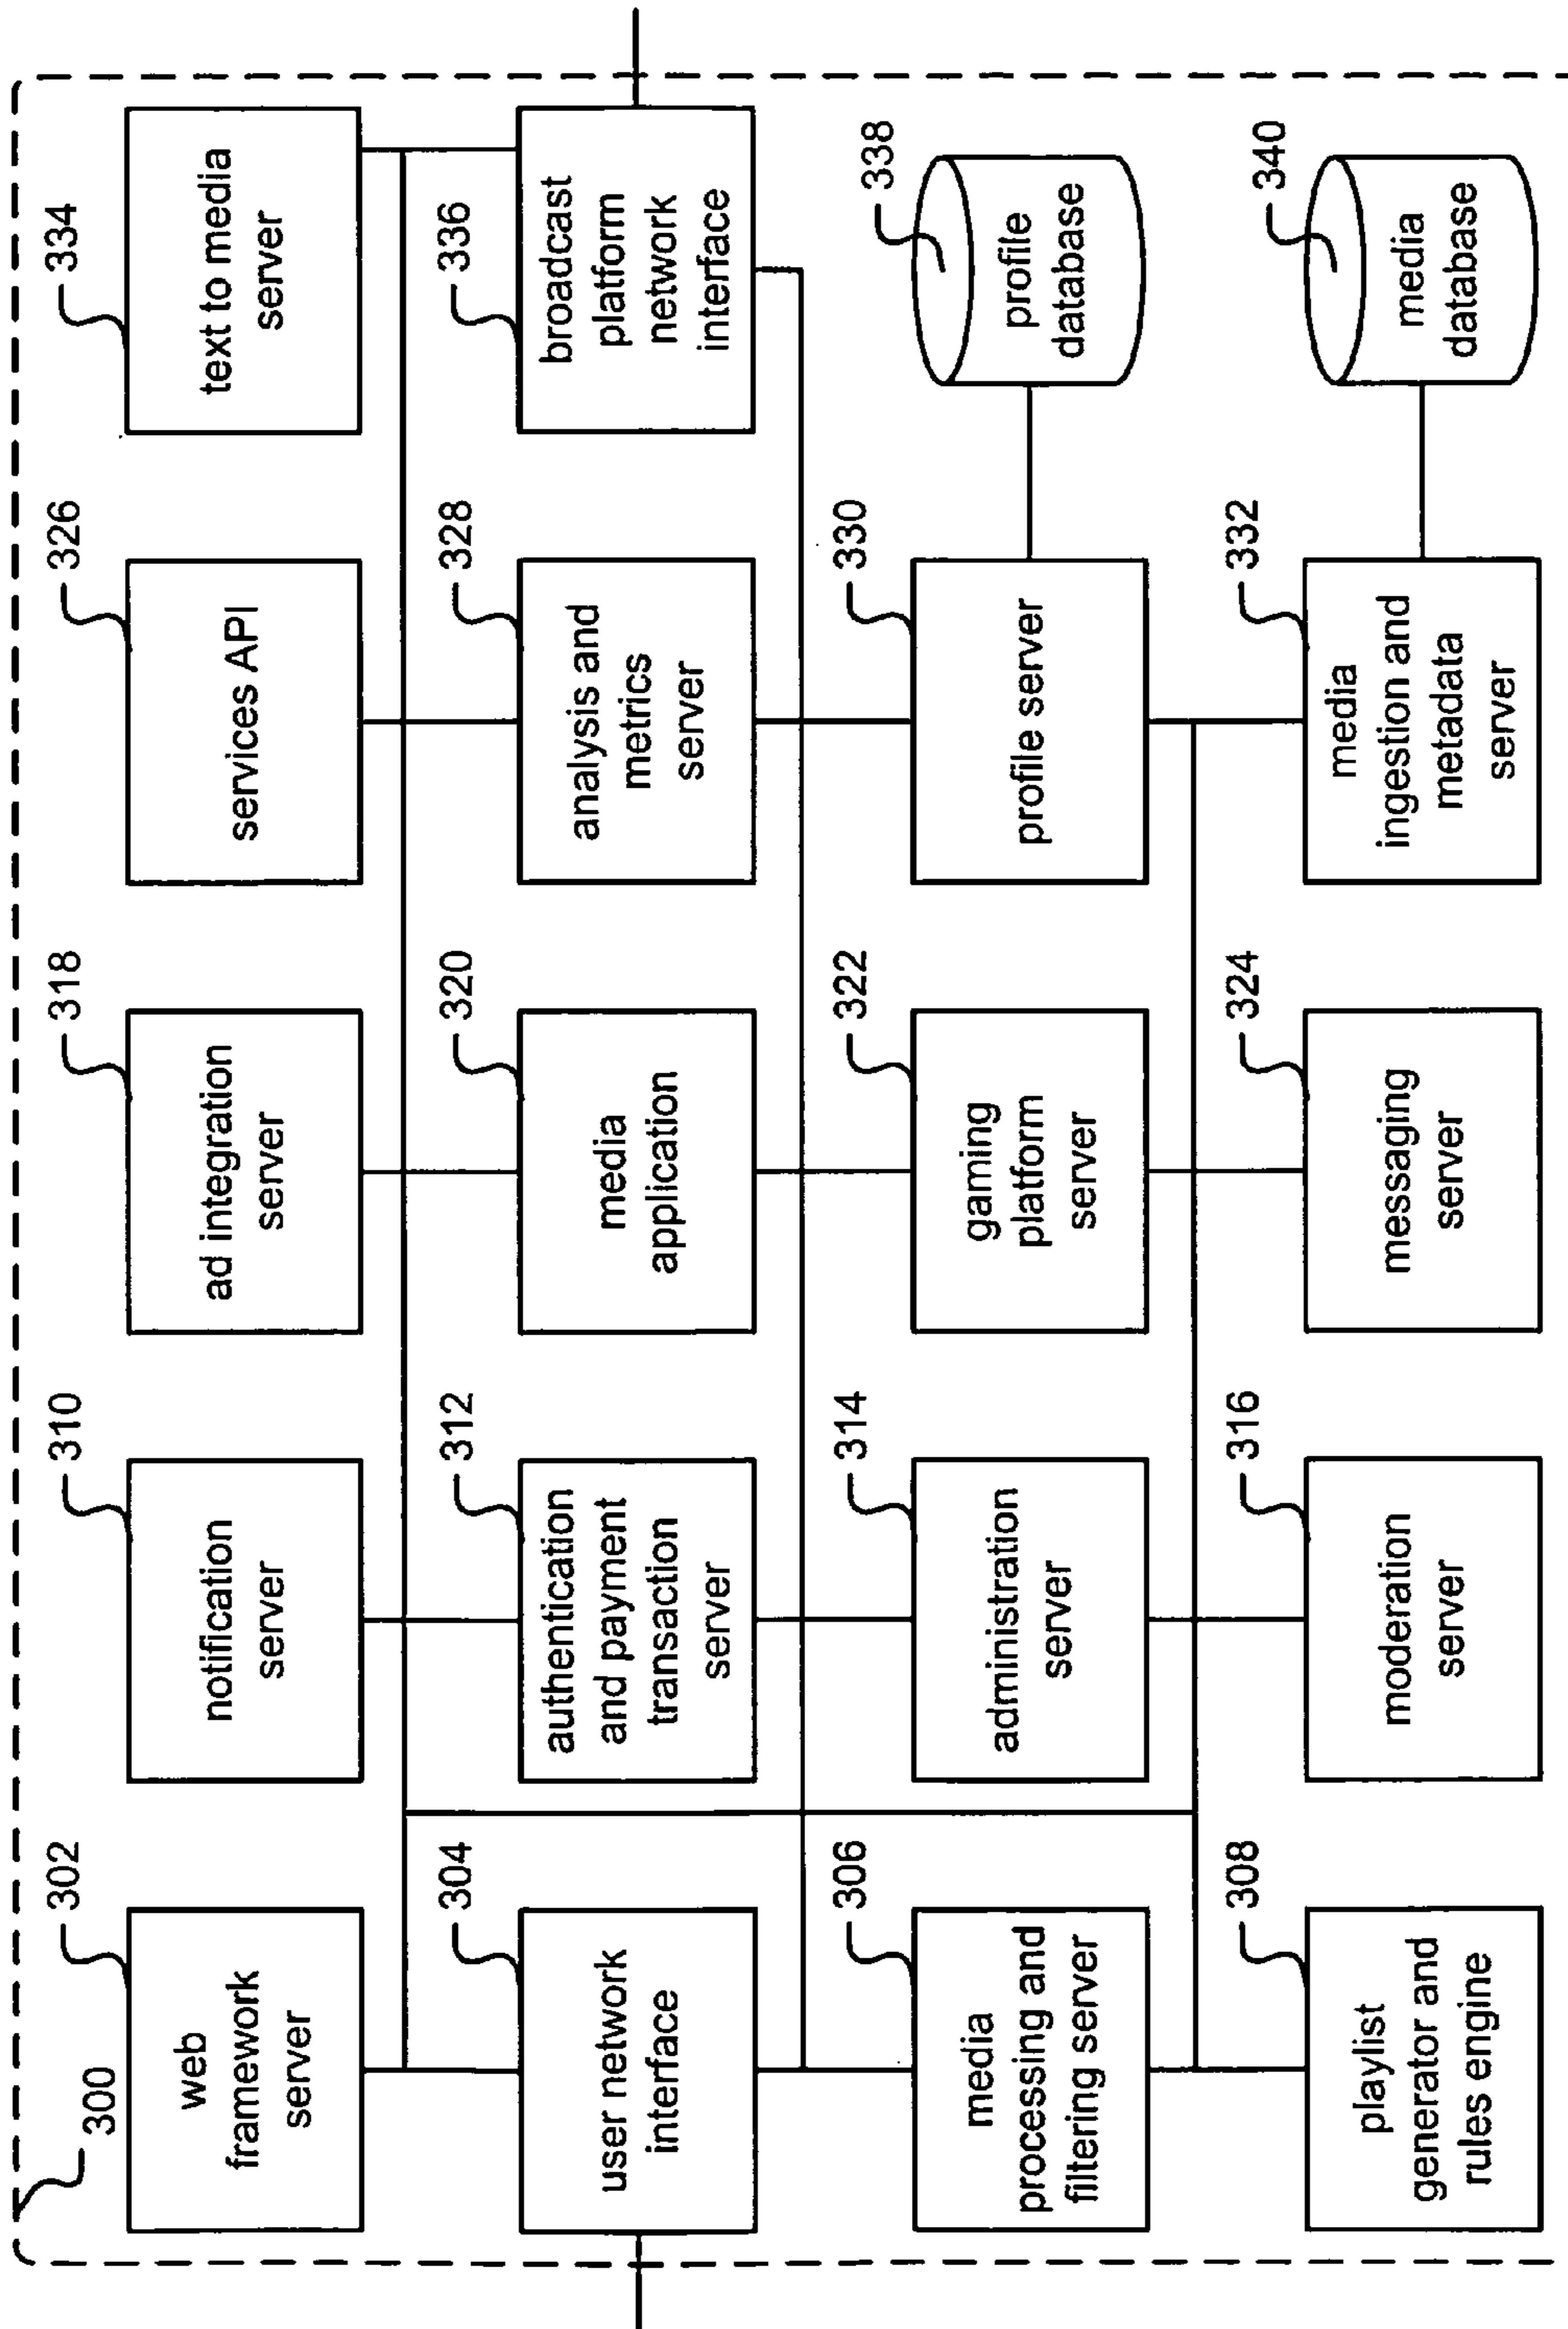 300
302
web
framework
server
310
notification
server
318
ad integration
server
326
services API
334
text to media
server
304
user network
interface
312
authentication
and payment
transaction
server
320
media
application
328
analysis and
metrics
server
336
broadcast
platform
network
interface
306
media
processing and
filtering server
314
administration
server
322
gaming
platform
server
330
profile server
338
profile
database
308
playlist
generator and
rules engine
316
moderation
server
324
messaging
server
332
media
ingestion and
metadata
server
340
media
database